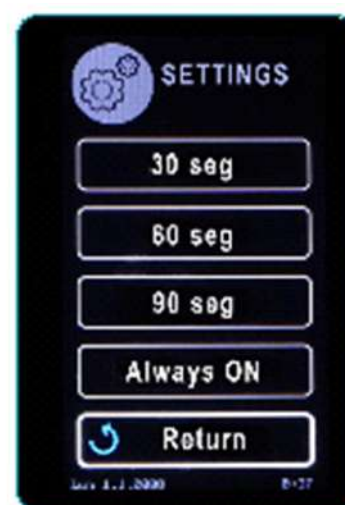 SETTINGS
30 seg
60 seg
90 seg
Always ON
Return